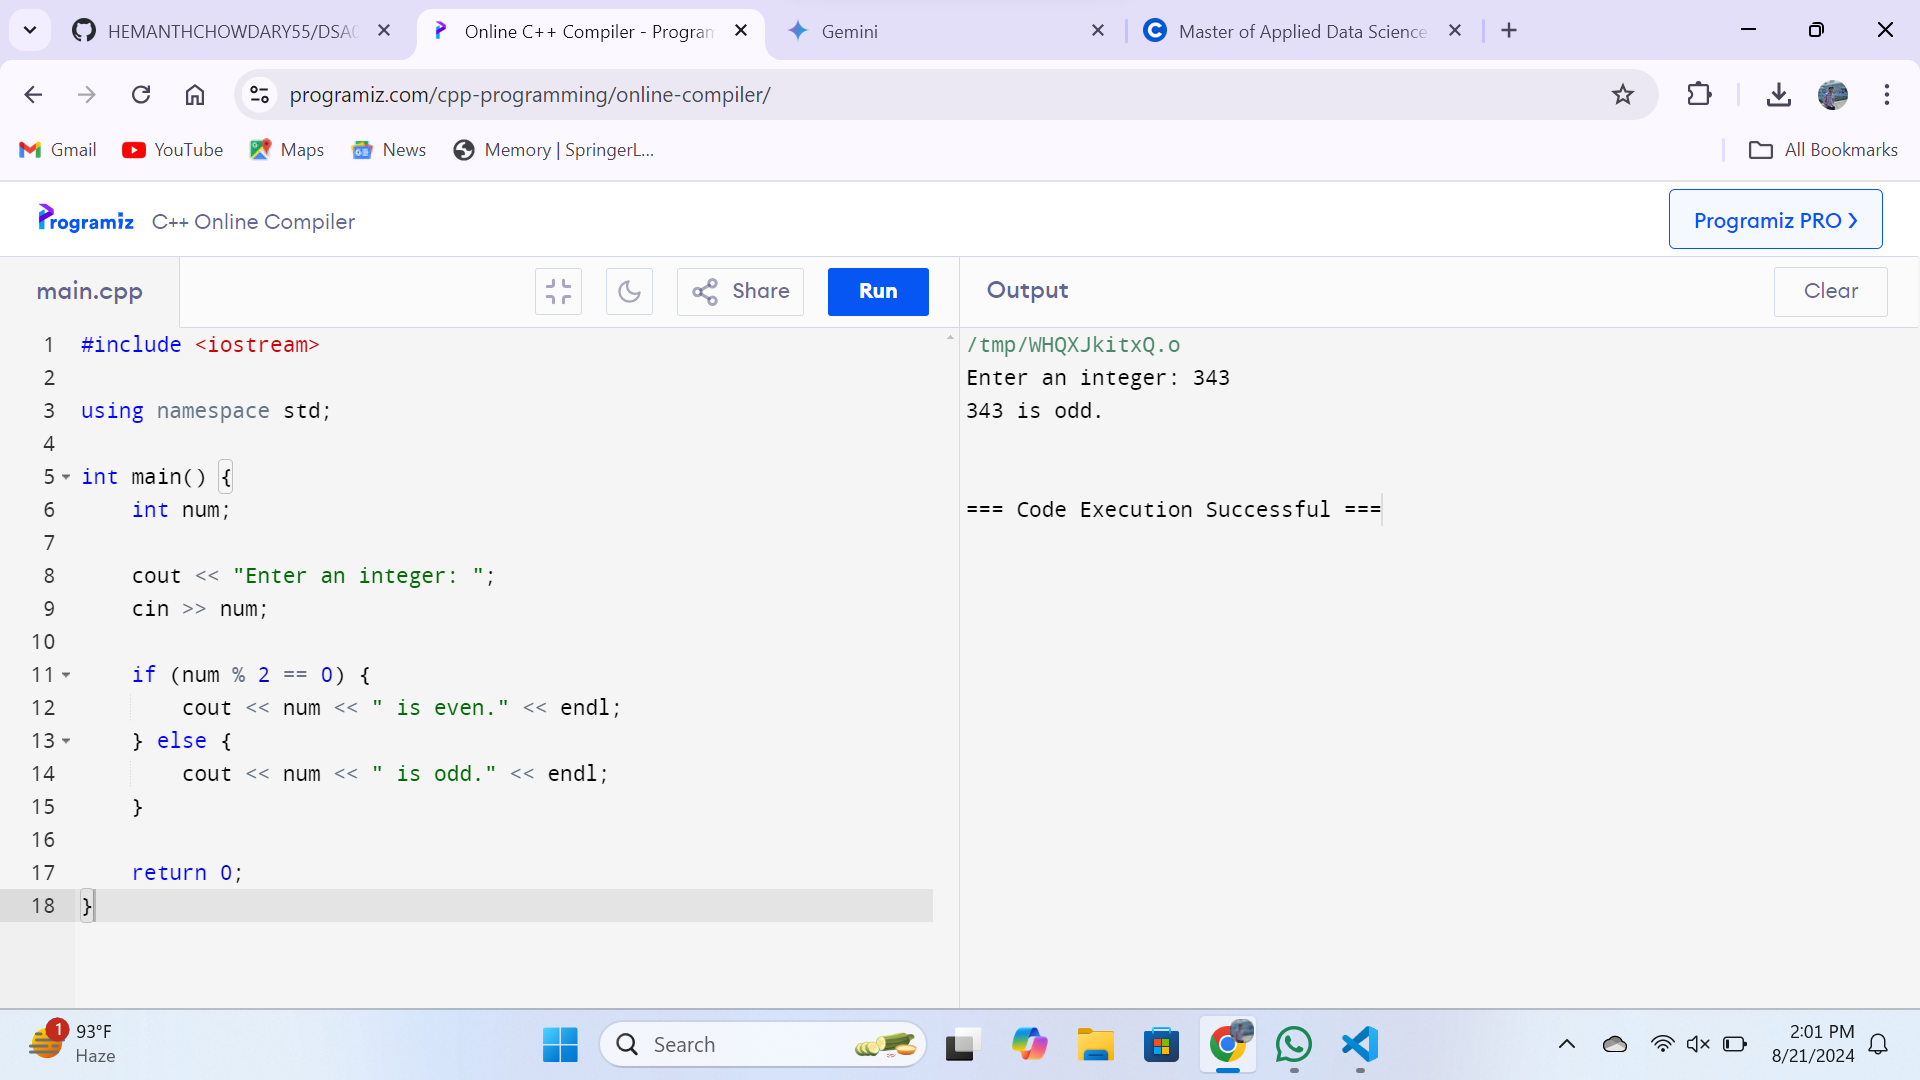 HEMANTHCHOWDARY55/DSA0
Online C++ Compiler - Program
Gemini
Master of Applied Data Science
programiz.com/cpp-programming/online-compiler/
Gmail
YouTube
Maps
News
Memory | SpringerL...
All Bookmarks
Programiz
C++ Online Compiler
Programiz PRO >
main.cpp
Share
Run
Output
Clear
1 #include <iostream>
2
3 using namespace std;
4
5 int main() {
6     int num;
7
8     cout << "Enter an integer: ";
9     cin >> num;
10
11     if (num % 2 == 0) {
12         cout << num << " is even." << endl;
13     } else {
14         cout << num << " is odd." << endl;
15     }
16
17     return 0;
18 }
/tmp/WHQXJkitxQ.o
Enter an integer: 343
343 is odd.
=== Code Execution Successful ===
1
93°F
Haze
Search
2:01 PM
8/21/2024